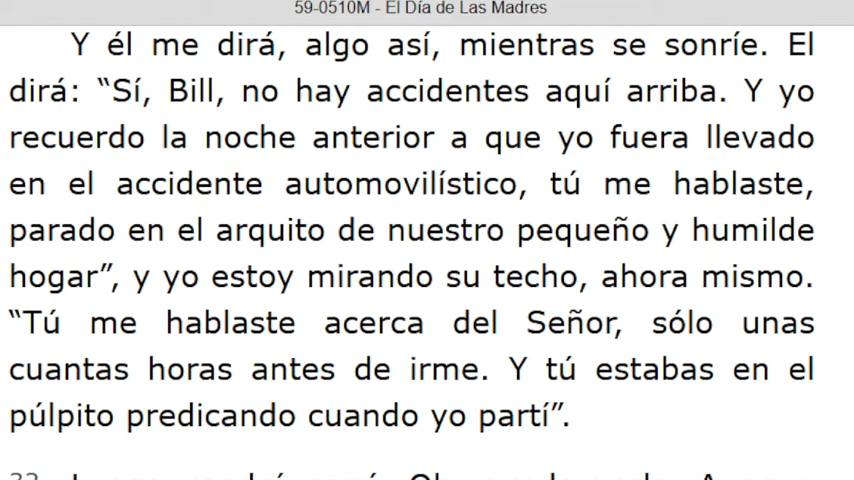 59-0510M - El Día de Las Madres
Y él me dirá, algo así, mientras se sonríe. El
dirá: “Sí, Bill, no hay accidentes aquí arriba. Y yo
recuerdo la noche anterior a que yo fuera llevado
en el accidente automovilístico, tú me hablaste,
parado en el arquito de nuestro pequeño y humilde
hogar”, y yo estoy mirando su techo, ahora mismo.
“Tú me hablaste acerca del Señor, sólo unas
cuantas horas antes de irme. Y tú estabas en el
púlpito predicando cuando yo partí”.